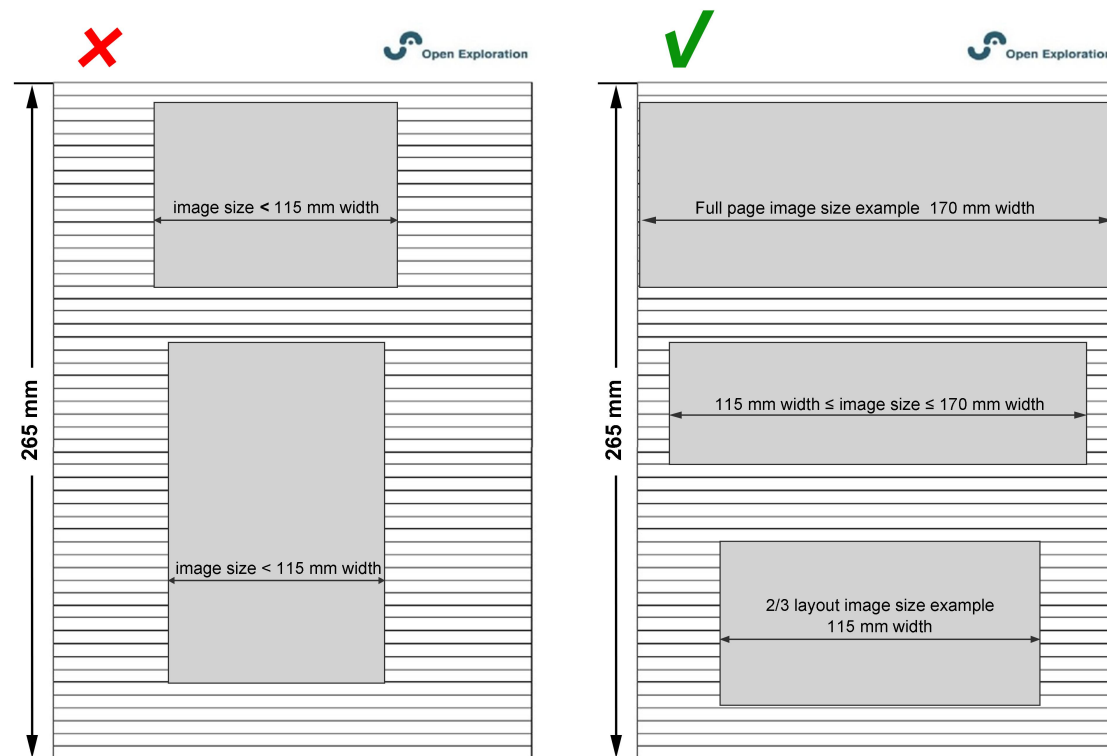 Open Exploration
265 mm
image size < 115 mm width
image size < 115 mm width
Open Exploration
265 mm
Full page image size example 170 mm width
115 mm width ≤ image size ≤ 170 mm width
2/3 layout image size example
115 mm width